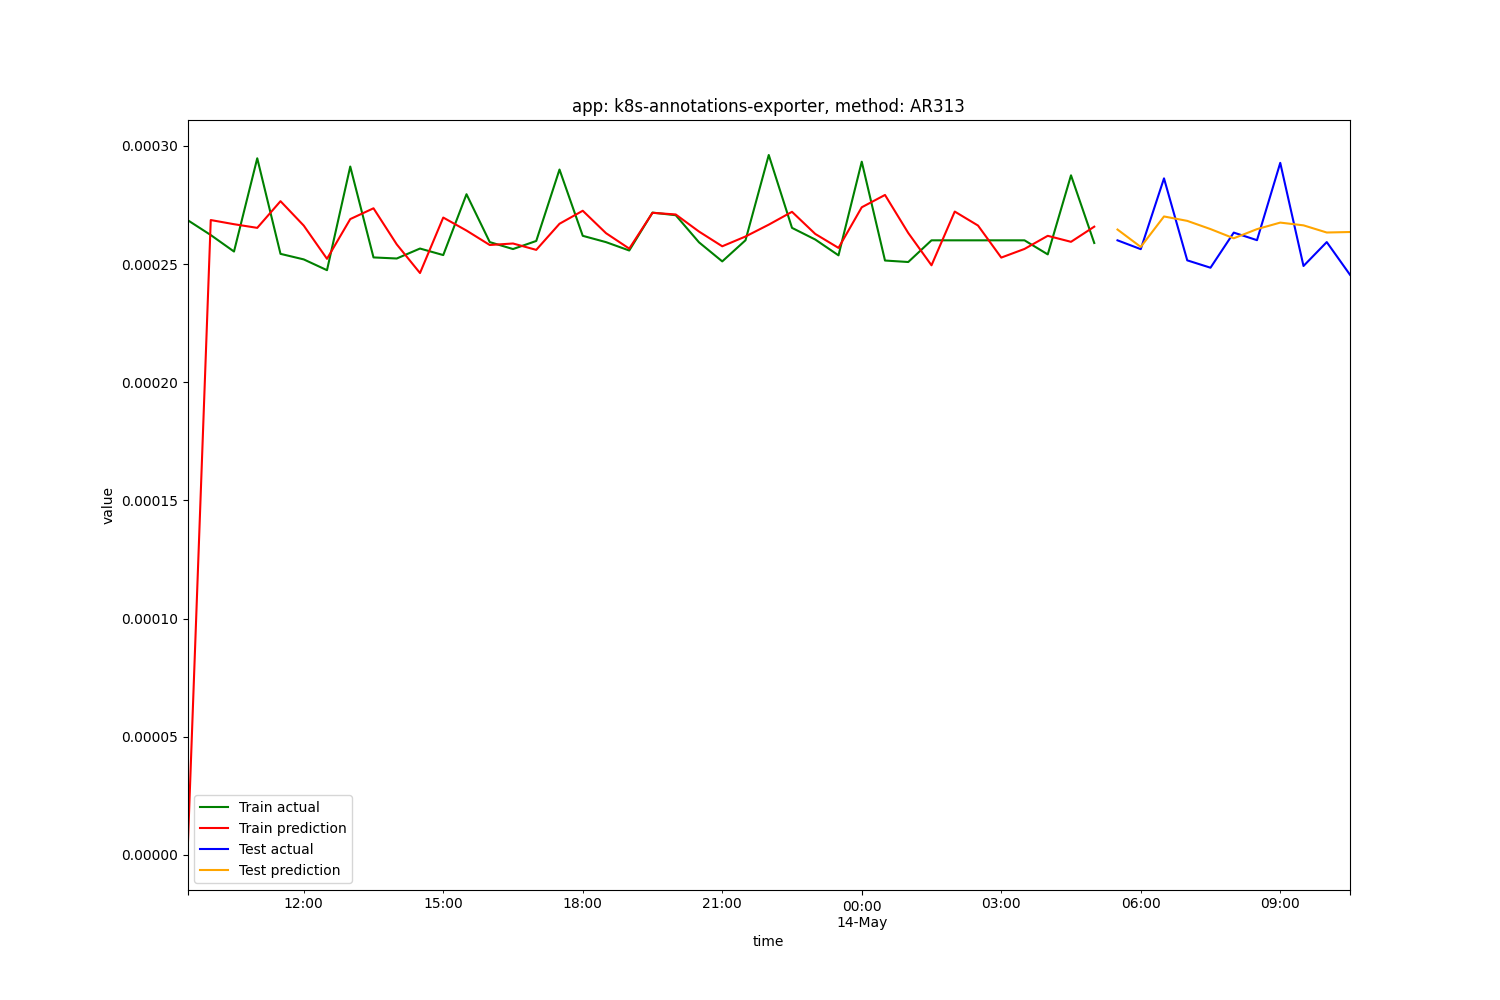 app: k8s-annotations-exporter, method: AR313
0.00030
0.00025
0.00020
0.00015
0.00010
0.00005
0.00000
value
Train actual
Train prediction
Test actual
Test prediction
12:00
15:00
18:00
21:00
00:00
14-May
03:00
06:00
09:00
time